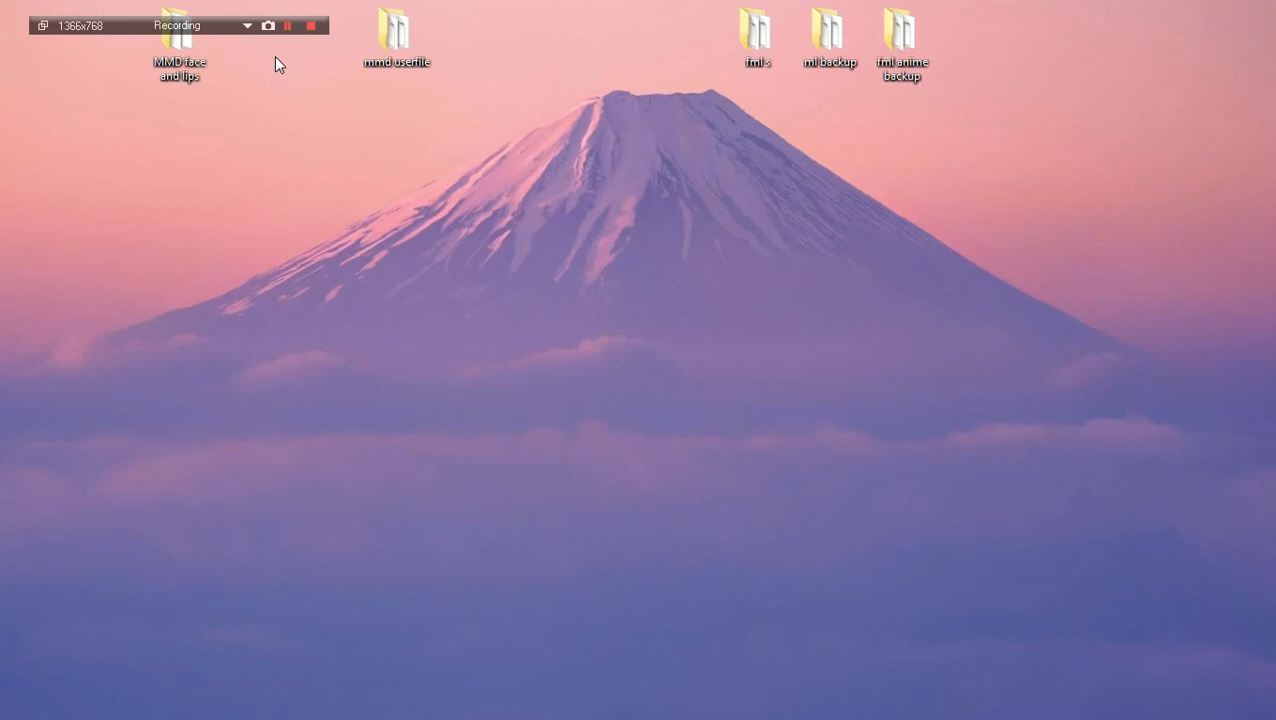 1366x768 Recording
MMD face
and lips
mmd userfile
fml s
ml backup
fml anime
backup